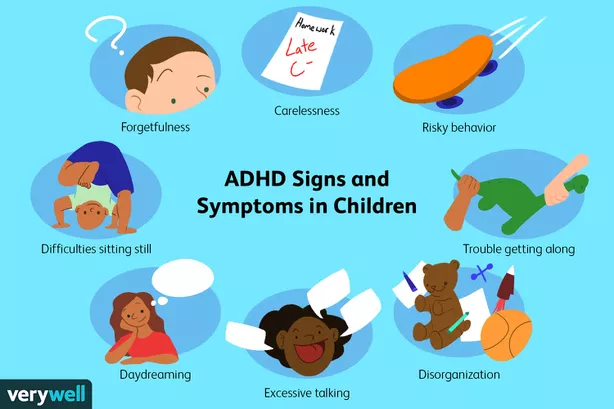 ?
Homework
Late
C-
Forgetfulness
Carelessness
Risky behavior
ADHD Signs and
Symptoms in Children
Difficulties sitting still
Trouble getting along
Daydreaming
Excessive talking
Disorganization
verywell